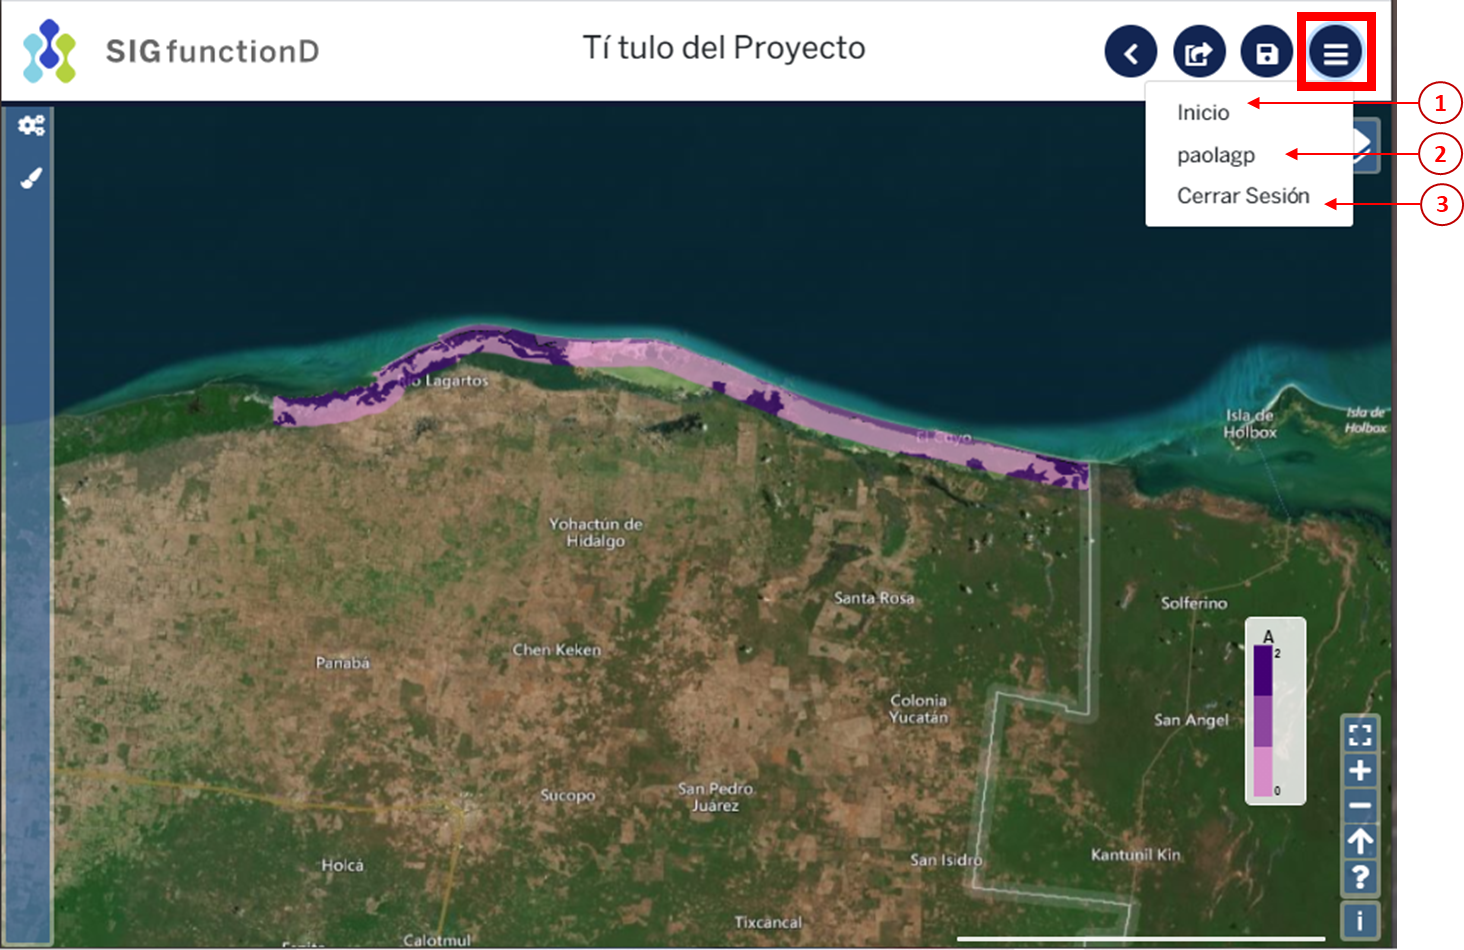 SIGfunctionD
Tí tulo del Proyecto
Inicio
paolagp
Cerrar Sesión
1
2
3
Río Lagartos
El Cuyo
Isla de
Holbox
Isla de
Holbox
Yohactún de
Hidalgo
Santa Rosa
Solferino
Chen Keken
Panabá
Colonia
Yucatán
San Angel
A
2
0
Sucopo
San Pedro
Juárez
Holcá
San Isidro
Kantunil Kin
Tixcancal
Calotmul
?
i